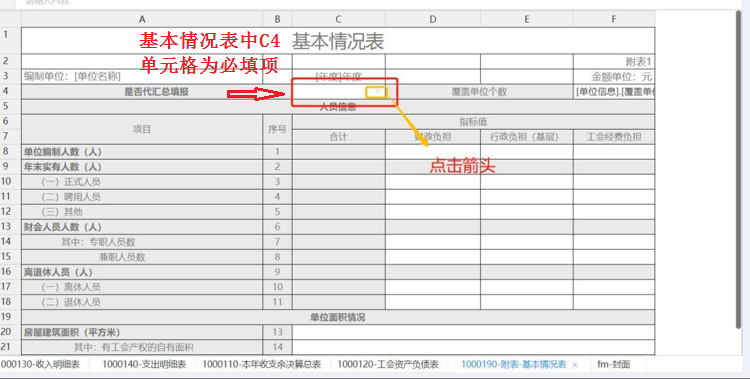 请输入内容
A B C D E F
1 基本情况表
基本情况表中C4
单元格为必填项
2 附表1
3 编制单位：[单位名称] [年度]年度 金额单位：元
4 是否代汇总填报 覆盖单位个数 [单位信息].[覆盖单位
5 人员信息
6 项目 序号 指标值
7 合计 财政负担 行政负担（基层） 工会经费负担
点击箭头
8 单位编制人数（人） 1
9 年末实有人数（人） 2
10 （一）正式人员 3
11 （二）聘用人员 4
12 （三）其他 5
13 财会人员人数（人） 6
14 其中：专职人员数 7
15 兼职人员数 8
16 离退休人员（人） 9
17 （一）离休人员 10
18 （二）退休人员 11
19 单位面积情况
20 房屋建筑面积（平方米） 13
21 其中：有工会产权的自有面积 14
1000130-收入明细表 1000140-支出明细表 1000110-本年收支余决算总表 1000120-工会资产负债表 1000190-附表-基本情况表 × fm-封面